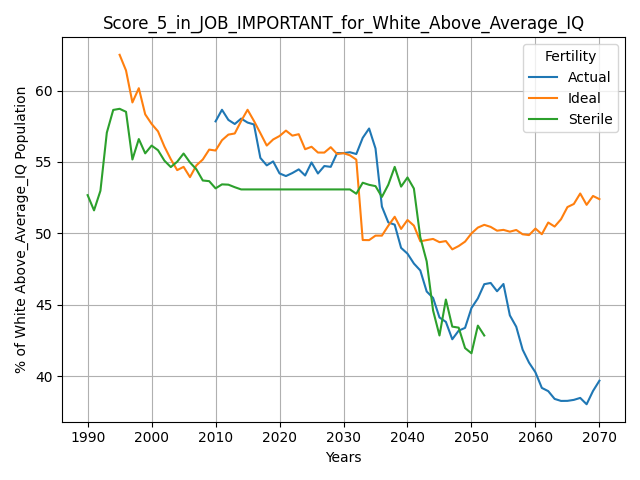 Score_5_in_JOB_IMPORTANT_for_White_Above_Average_IQ
Fertility
Actual
Ideal
Sterile
% of White Above_Average_IQ Population
60
55
50
45
40
1990 2000 2010 2020 2030 2040 2050 2060 2070
Years